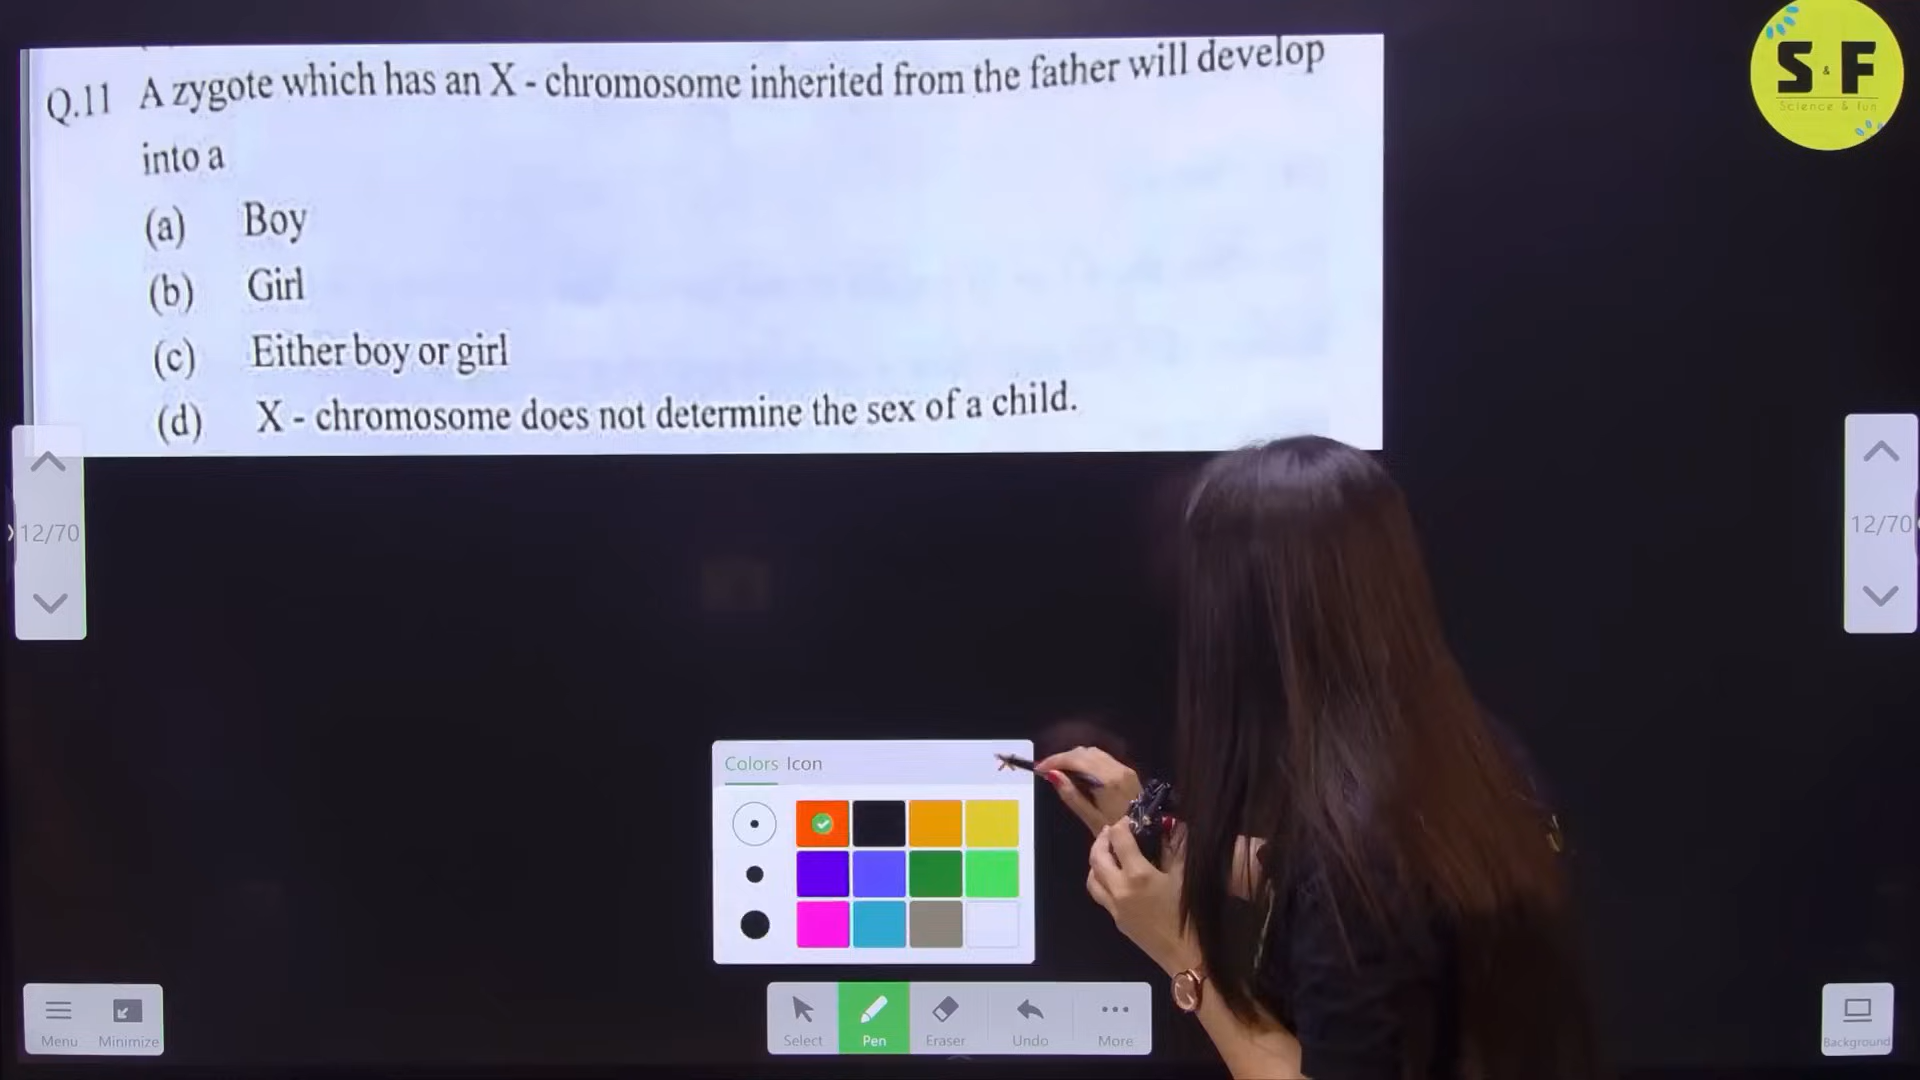 S & F
Science & fun
Q.11 A zygote which has an X - chromosome inherited from the father will develop
into a
(a) Boy
(b) Girl
(c) Either boy or girl
(d) X - chromosome does not determine the sex of a child.
12/70
12/70
Colors Icon
Menu Minimize
Select Pen Eraser Undo More
Background